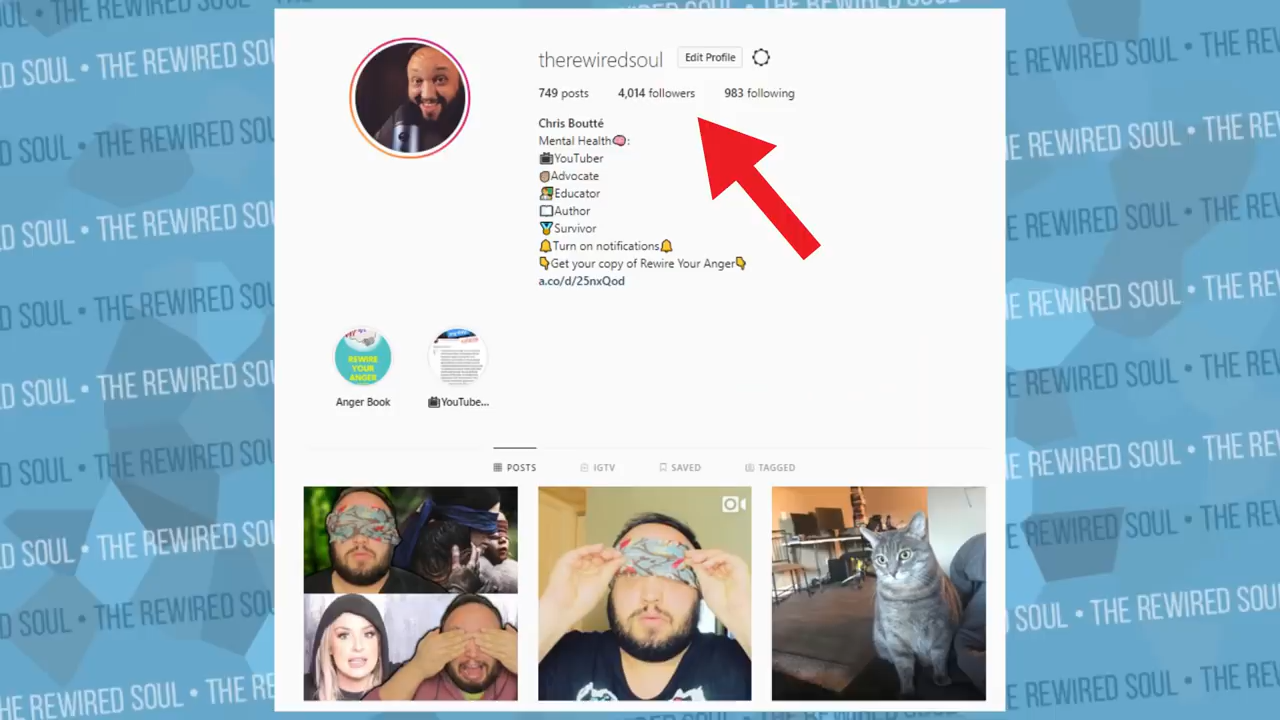 therewiredsoul Edit Profile
749 posts 4,014 followers 983 following
Chris Boutté
Mental Health🧠:
📺YouTuber
✊🏽Advocate
👨‍🏫Educator
📖Author
🏅Survivor
🔔Turn on notifications🔔
👇Get your copy of Rewire Your Anger👇
a.co/d/25nxQod
REWIRE
YOUR
ANGER
Anger Book 📺YouTube...
POSTS IGTV SAVED TAGGED
THE REWIRED SOUL • THE REWIRED SOUL